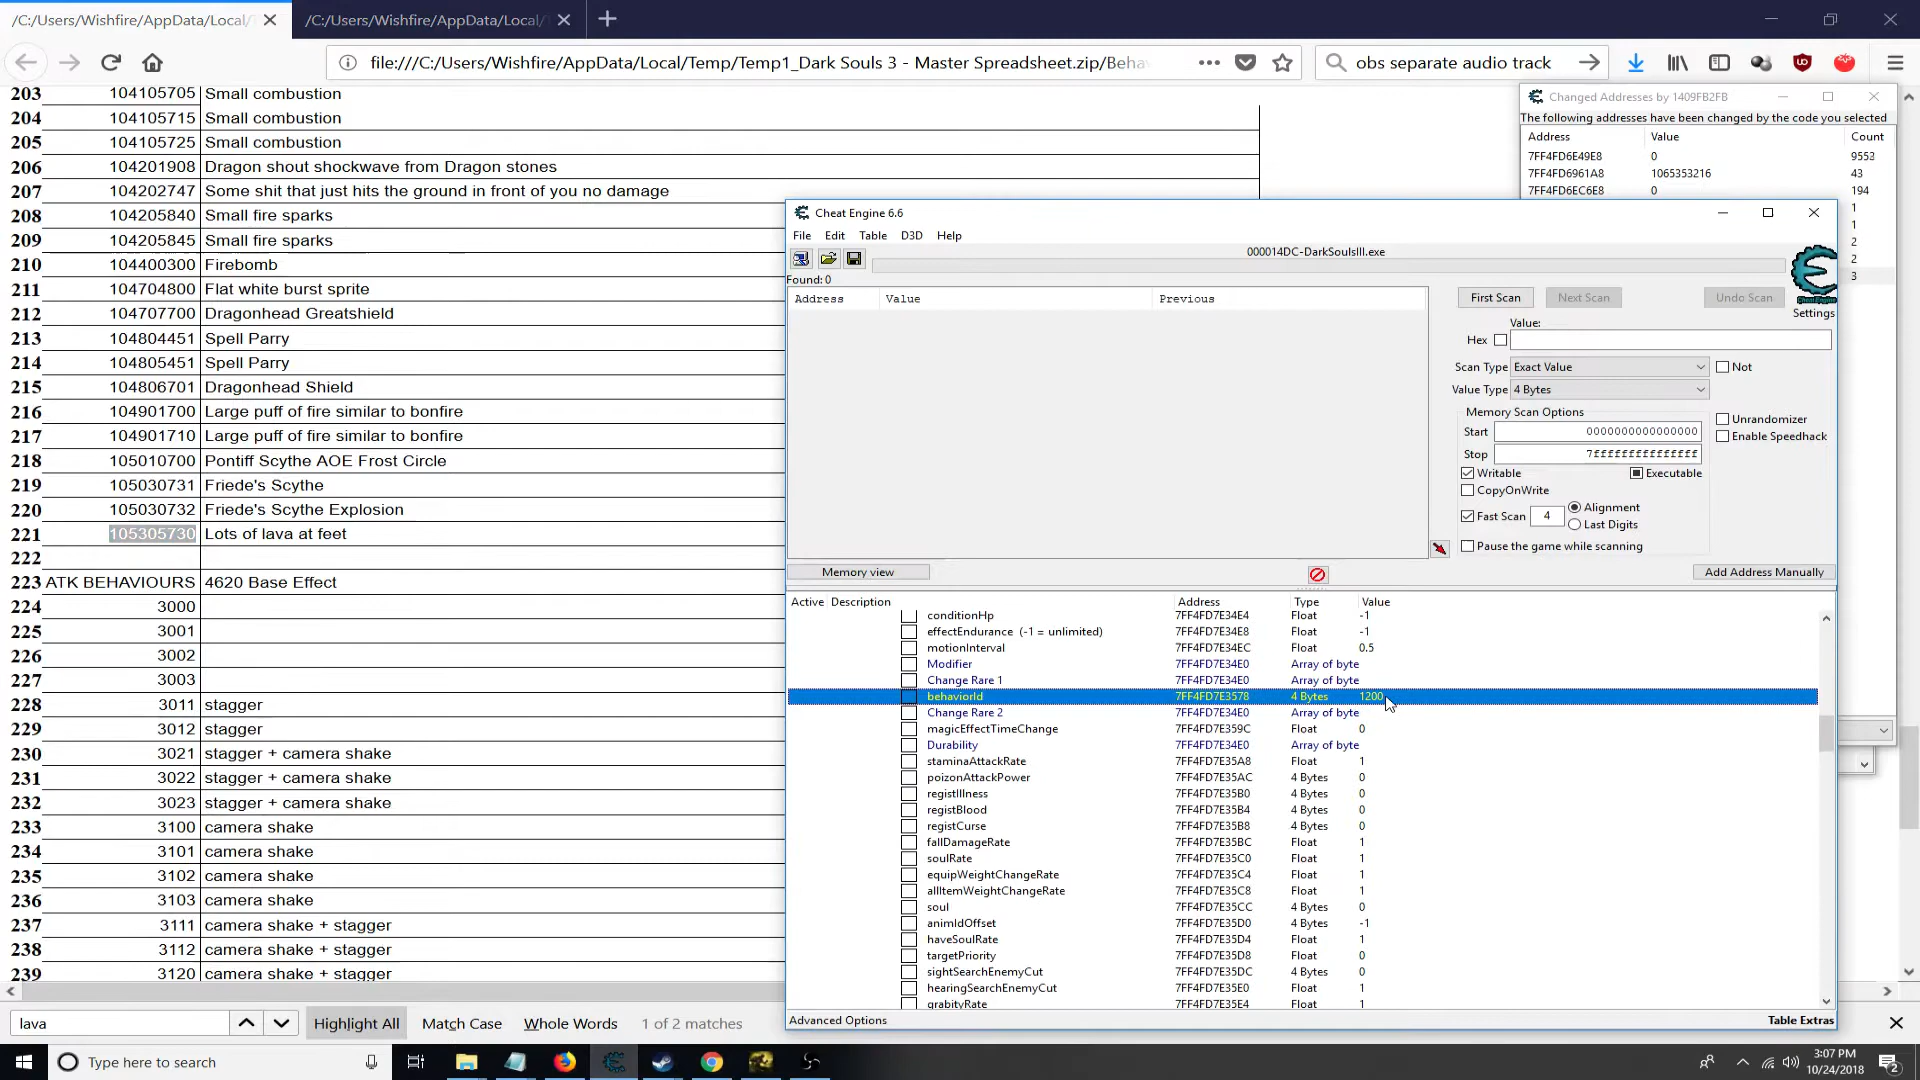 /C:/Users/Wishfire/AppData/Local/
/C:/Users/Wishfire/AppData/Local/
file:///C:/Users/Wishfire/AppData/Local/Temp/Temp1_Dark Souls 3 - Master Spreadsheet.zip/Beha
obs separate audio track
203 104105705 Small combustion
204 104105715 Small combustion
205 104105725 Small combustion
206 104201908 Dragon shout shockwave from Dragon stones
207 104202747 Some shit that just hits the ground in front of you no damage
208 104205840 Small fire sparks
209 104205845 Small fire sparks
210 104400300 Firebomb
211 104704800 Flat white burst sprite
212 104707700 Dragonhead Greatshield
213 104804451 Spell Parry
214 104805451 Spell Parry
215 104806701 Dragonhead Shield
216 104901700 Large puff of fire similar to bonfire
217 104901710 Large puff of fire similar to bonfire
218 105010700 Pontiff Scythe AOE Frost Circle
219 105030731 Friede's Scythe
220 105030732 Friede's Scythe Explosion
221 105305730 Lots of lava at feet
222
223 ATK BEHAVIOURS 4620 Base Effect
224 3000
225 3001
226 3002
227 3003
228 3011 stagger
229 3012 stagger
230 3021 stagger + camera shake
231 3022 stagger + camera shake
232 3023 stagger + camera shake
233 3100 camera shake
234 3101 camera shake
235 3102 camera shake
236 3103 camera shake
237 3111 camera shake + stagger
238 3112 camera shake + stagger
239 3120 camera shake + stagger
Changed Addresses by 1409FB2FB
The following addresses have been changed by the code you selected
Address Value Count
7FF4FD6E49E8 0 9553
7FF4FD6961A8 1065353216 43
7FF4FD6EC6E8 0 194
1
1
2
2
3
Cheat Engine 6.6
File Edit Table D3D Help
000014DC-DarkSoulsIII.exe
Found: 0
Address Value Previous
First Scan Next Scan Undo Scan
Settings
Value:
Hex
Scan Type Exact Value Not
Value Type 4 Bytes
Memory Scan Options
Start 0000000000000000
Stop 7fffffffffffffff
Unrandomizer
Enable Speedhack
Writable Executable
CopyOnWrite
Fast Scan 4 Alignment
Last Digits
Pause the game while scanning
Memory view Add Address Manually
Active Description Address Type Value
conditionHp 7FF4FD7E34E4 Float -1
effectEndurance (-1 = unlimited) 7FF4FD7E34E8 Float -1
motionInterval 7FF4FD7E34EC Float 0.5
Modifier 7FF4FD7E34E0 Array of byte
Change Rare 1 7FF4FD7E34E0 Array of byte
behaviorId 7FF4FD7E3578 4 Bytes 1200
Change Rare 2 7FF4FD7E34E0 Array of byte
magicEffectTimeChange 7FF4FD7E359C Float 0
Durability 7FF4FD7E34E0 Array of byte
staminaAttackRate 7FF4FD7E35A8 Float 1
poizonAttackPower 7FF4FD7E35AC 4 Bytes 0
registIllness 7FF4FD7E35B0 4 Bytes 0
registBlood 7FF4FD7E35B4 4 Bytes 0
registCurse 7FF4FD7E35B8 4 Bytes 0
fallDamageRate 7FF4FD7E35BC Float 1
soulRate 7FF4FD7E35C0 Float 1
equipWeightChangeRate 7FF4FD7E35C4 Float 1
allItemWeightChangeRate 7FF4FD7E35C8 Float 1
soul 7FF4FD7E35CC 4 Bytes 0
animIdOffset 7FF4FD7E35D0 4 Bytes -1
haveSoulRate 7FF4FD7E35D4 Float 1
targetPriority 7FF4FD7E35D8 Float 0
sightSearchEnemyCut 7FF4FD7E35DC 4 Bytes 0
hearingSearchEnemyCut 7FF4FD7E35E0 Float 1
grabityRate 7FF4FD7E35E4 Float 1
Advanced Options Table Extras
lava Highlight All Match Case Whole Words 1 of 2 matches
Type here to search
3:07 PM
10/24/2018
2